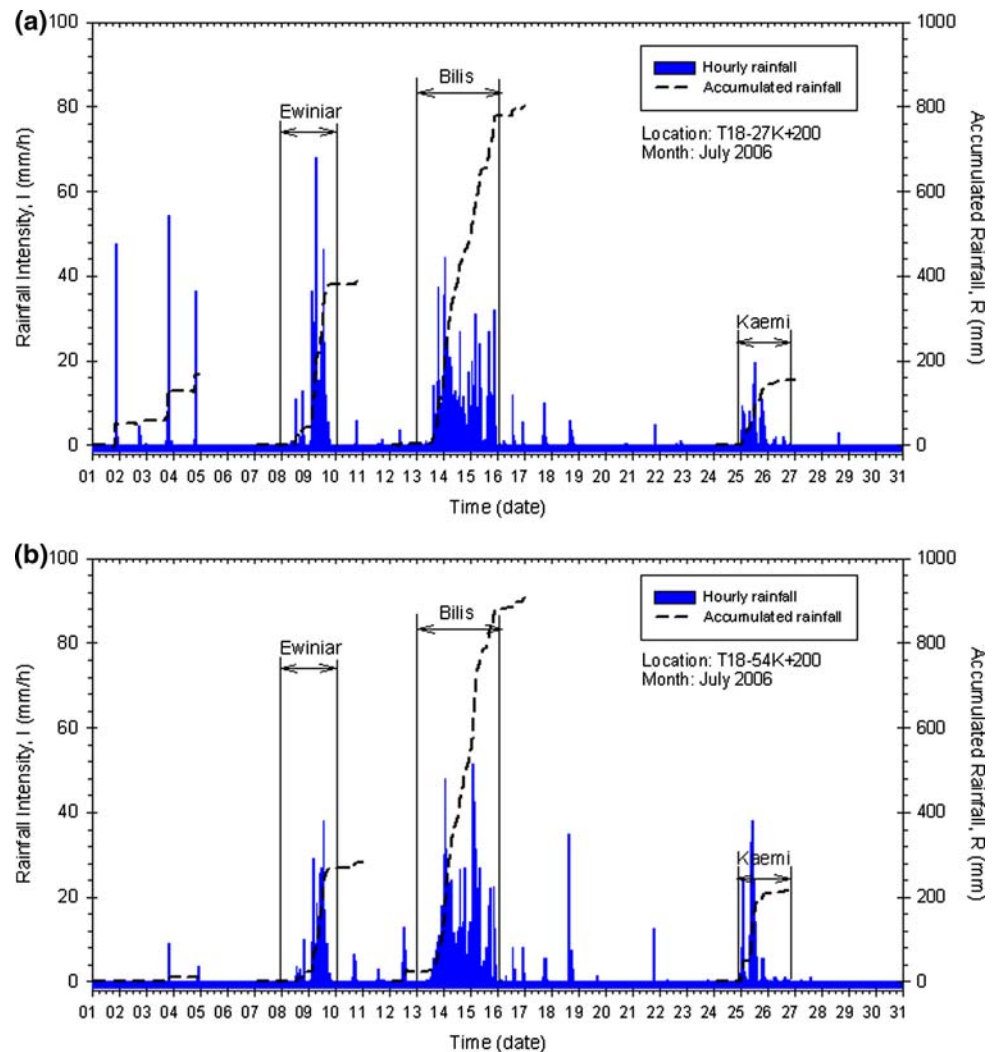 (a)
100
80
60
40
20
0
Rainfall Intensity, I (mm/h)
1000
800
600
400
200
0
Accumulated Rainfall, R (mm)
Ewiniar
Bilis
Kaemi
Hourly rainfall
Accumulated rainfall
Location: T18-27K+200
Month: July 2006
01 02 03 04 05 06 07 08 09 10 11 12 13 14 15 16 17 18 19 20 21 22 23 24 25 26 27 28 29 30 31
Time (date)
(b)
100
80
60
40
20
0
Rainfall Intensity, I (mm/h)
1000
800
600
400
200
0
Accumulated Rainfall, R (mm)
Ewiniar
Bilis
Kaemi
Hourly rainfall
Accumulated rainfall
Location: T18-54K+200
Month: July 2006
01 02 03 04 05 06 07 08 09 10 11 12 13 14 15 16 17 18 19 20 21 22 23 24 25 26 27 28 29 30 31
Time (date)